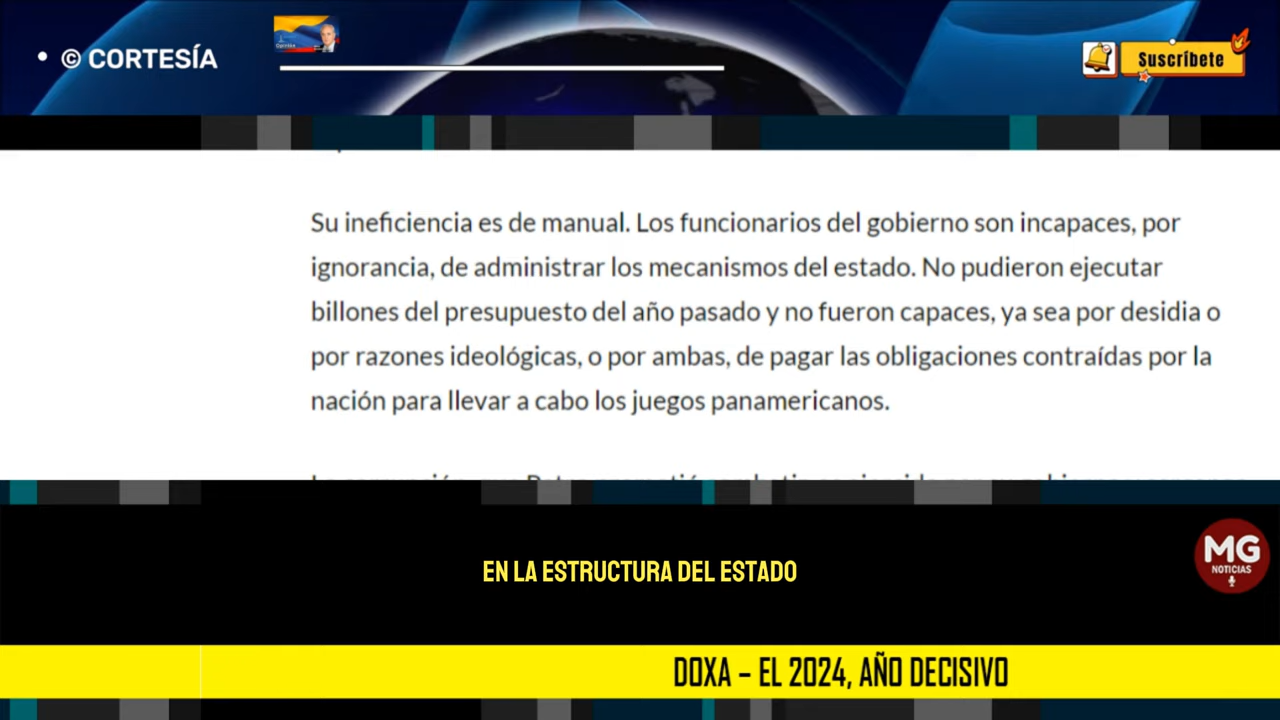 • © CORTESÍA
Opinión
Suscríbete
Su ineficiencia es de manual. Los funcionarios del gobierno son incapaces, por
ignorancia, de administrar los mecanismos del estado. No pudieron ejecutar
billones del presupuesto del año pasado y no fueron capaces, ya sea por desidia o
por razones ideológicas, o por ambas, de pagar las obligaciones contraídas por la
nación para llevar a cabo los juegos panamericanos.
EN LA ESTRUCTURA DEL ESTADO
MG
NOTICIAS
DOXA – EL 2024, AÑO DECISIVO